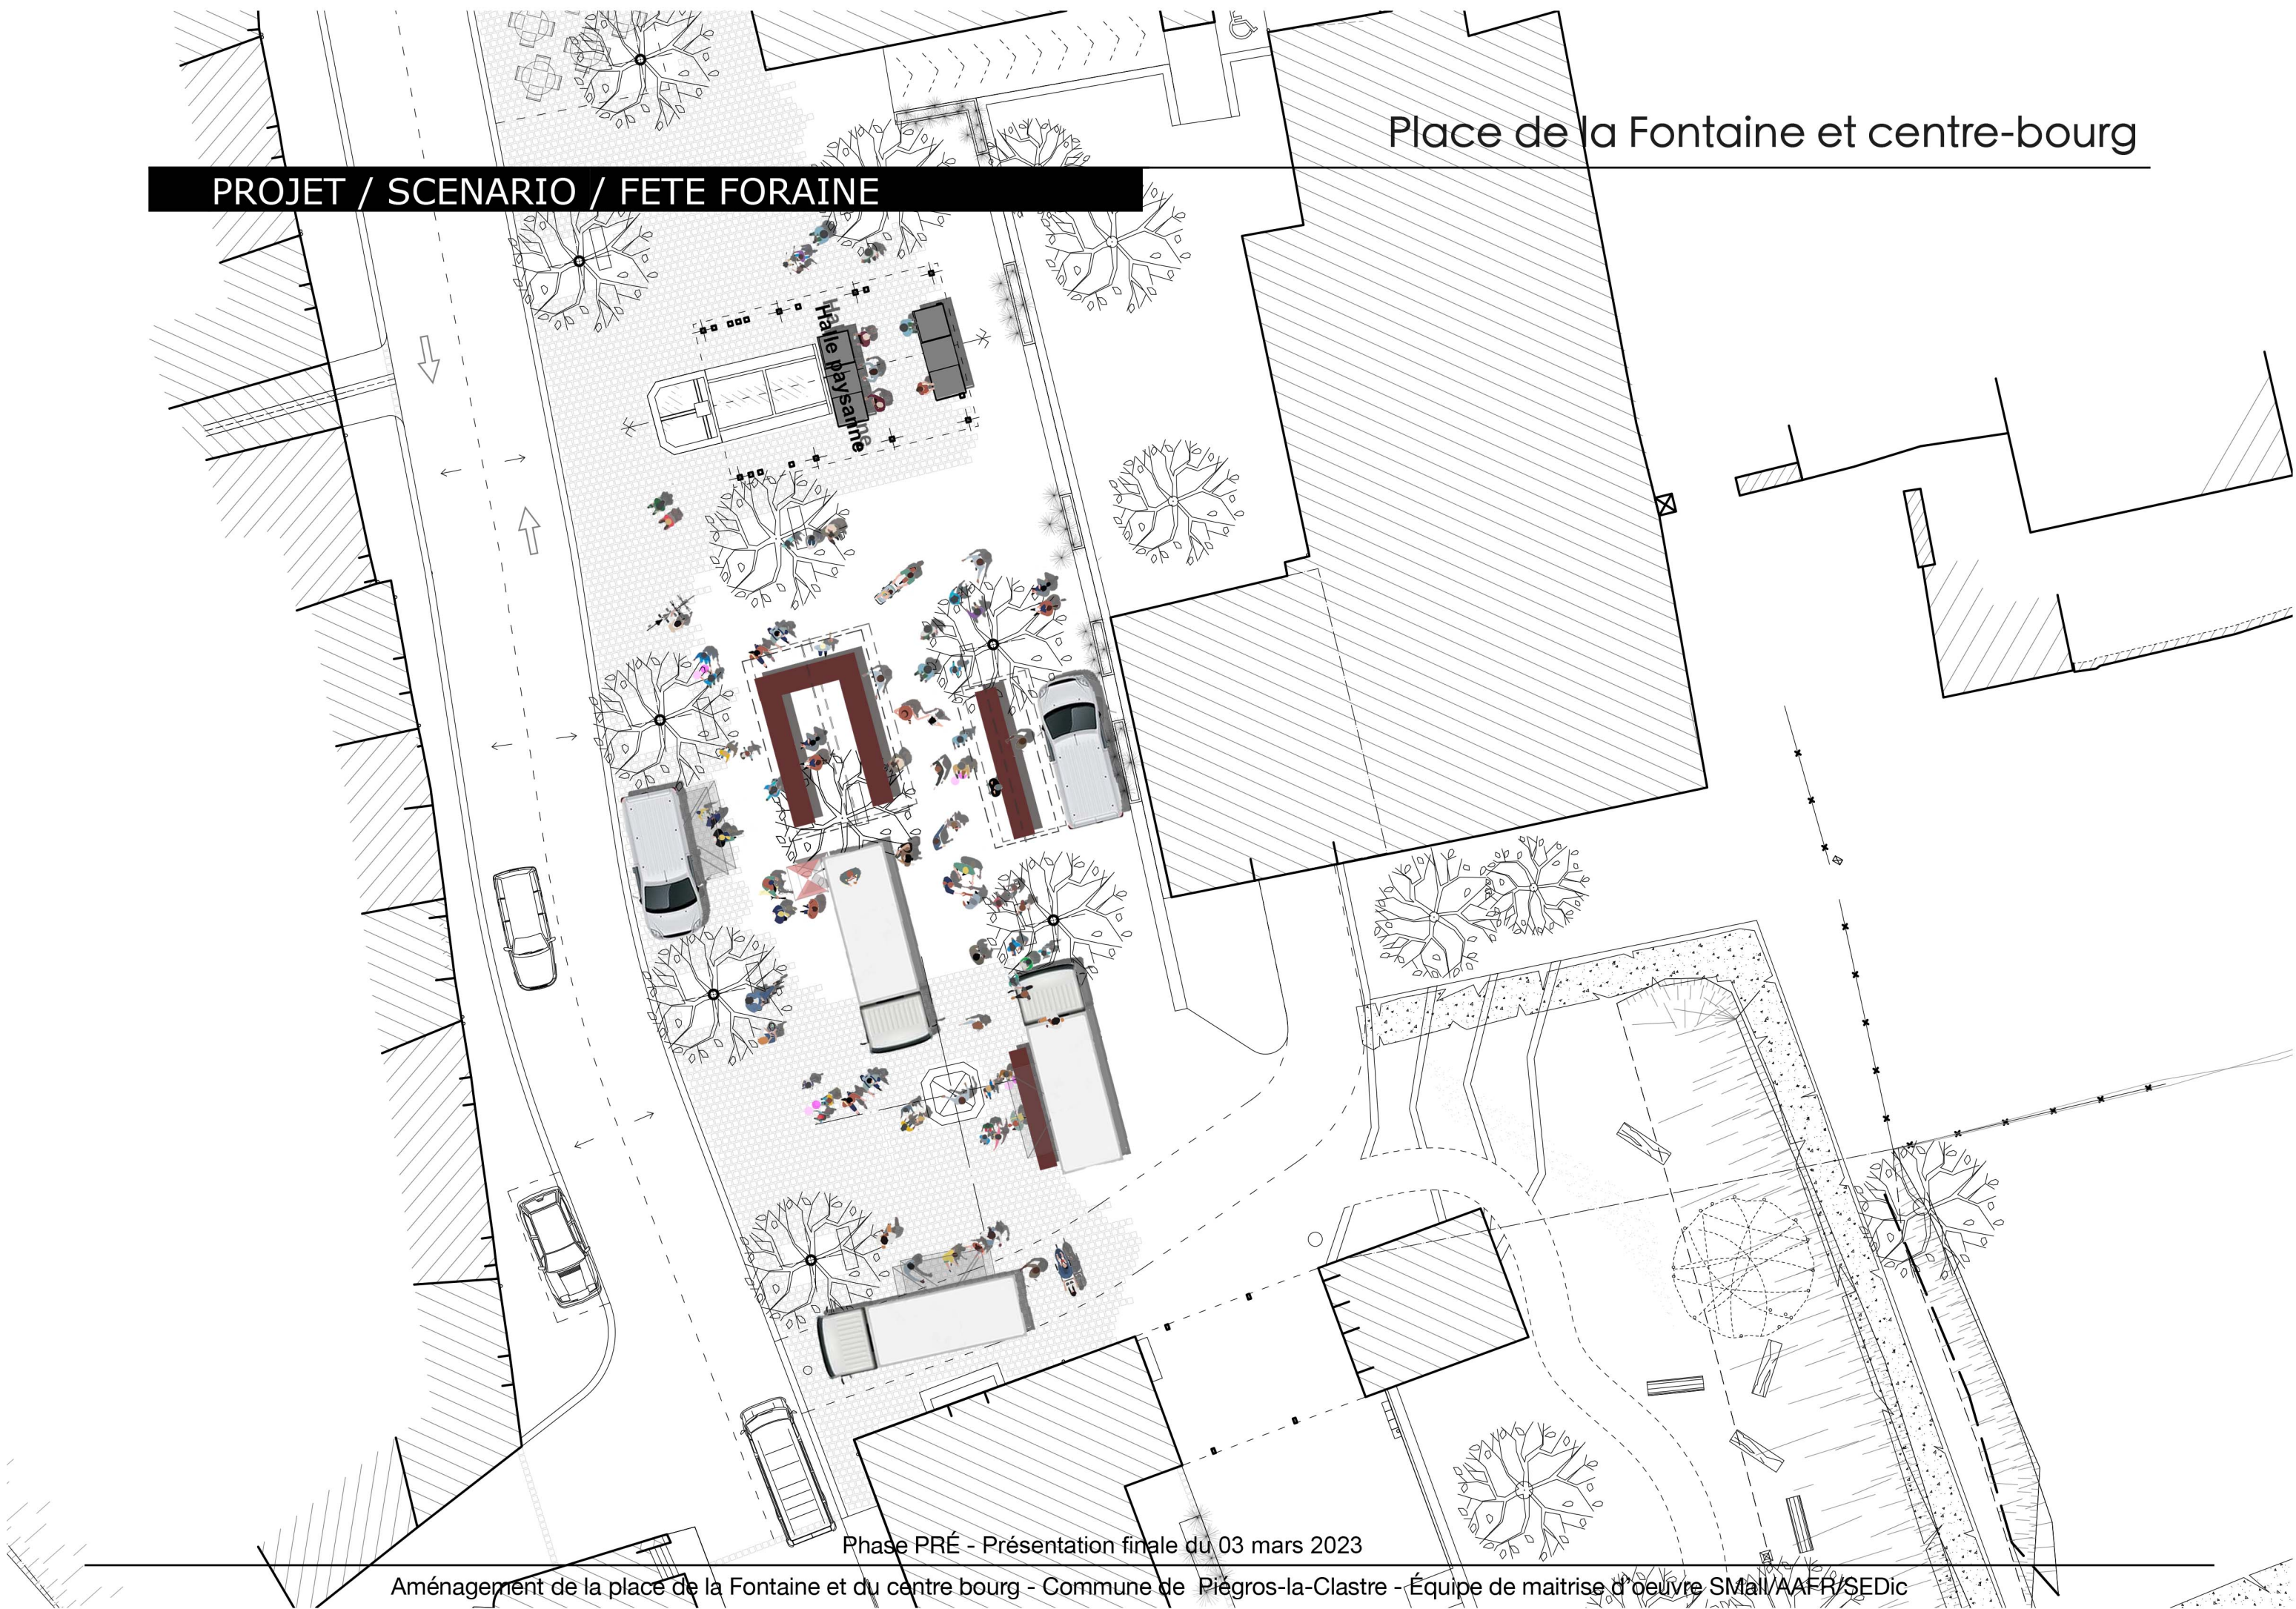 Place de la Fontaine et centre-bourg
PROJET / SCENARIO / FETE FORAINE
Halle paysanne
Phase PRÉ - Présentation finale du 03 mars 2023
Aménagement de la place de la Fontaine et du centre bourg - Commune de Piégros-la-Clastre - Équipe de maitrise d'oeuvre SMall/AAFR/SEDic